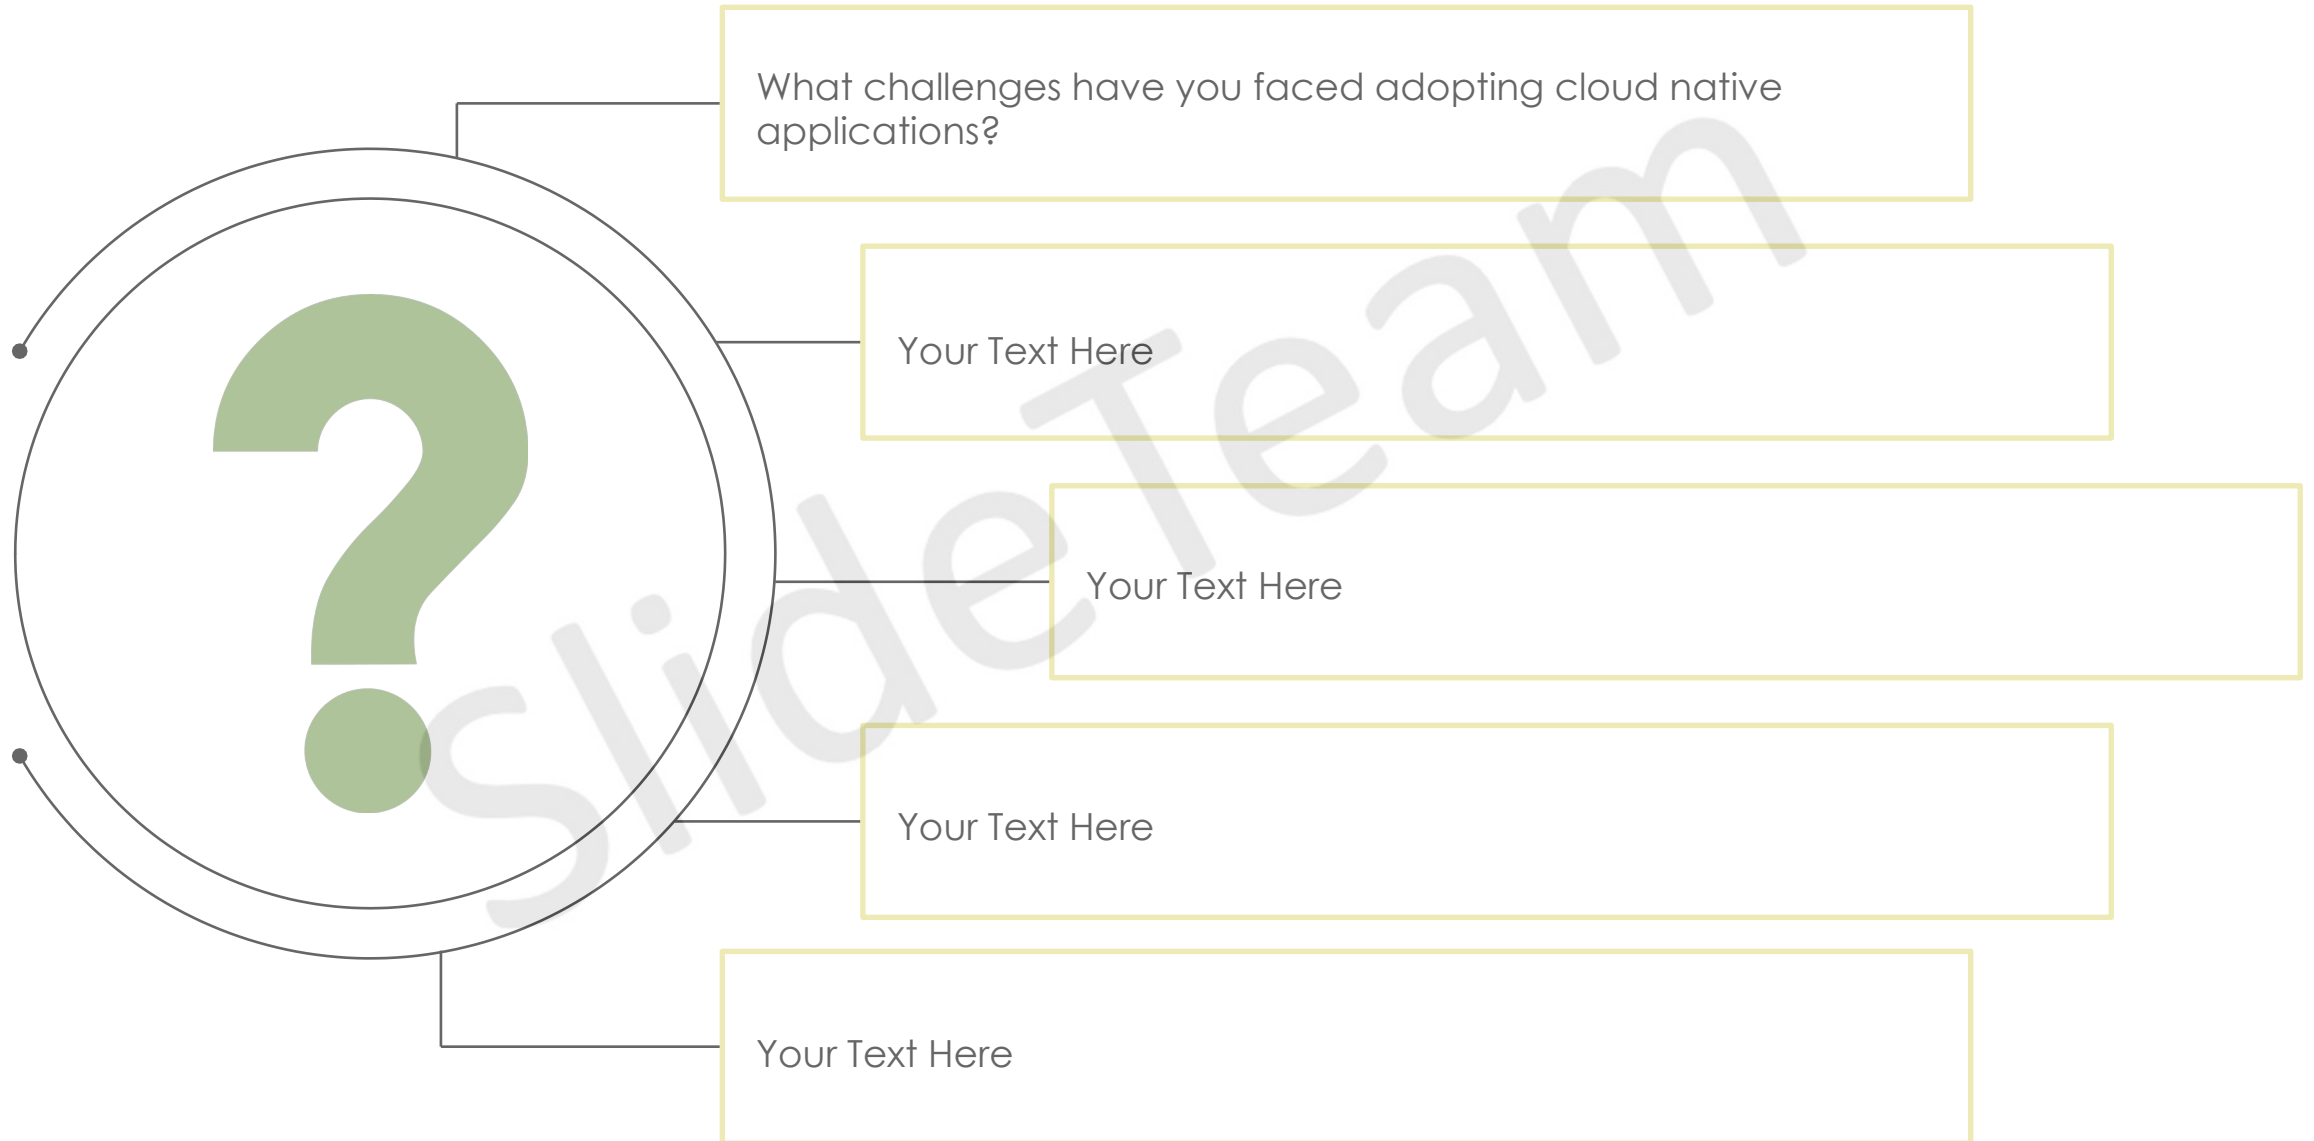 What challenges have you faced adopting cloud native
applications?
Your Text Here
Your Text Here
Your Text Here
Your Text Here
SlideTeam